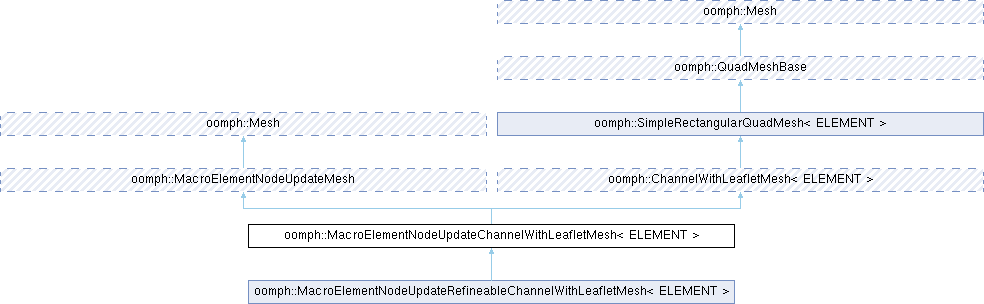 oomph::Mesh
oomph::QuadMeshBase
oomph::Mesh
oomph::SimpleRectangularQuadMesh< ELEMENT >
oomph::MacroElementNodeUpdateMesh
oomph::ChannelWithLeafletMesh< ELEMENT >
oomph::MacroElementNodeUpdateChannelWithLeafletMesh< ELEMENT >
oomph::MacroElementNodeUpdateRefineableChannelWithLeafletMesh< ELEMENT >